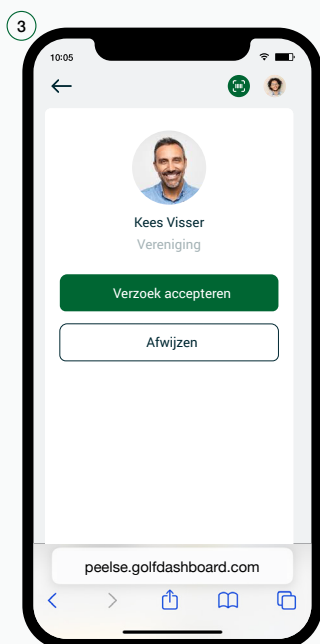 3
10:05
Kees Visser
Vereniging
Verzoek accepteren
Afwijzen
peelse.golfdashboard.com